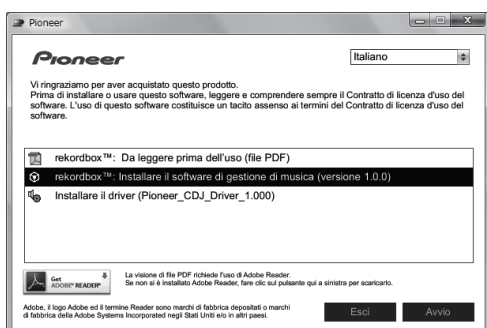 Pioneer
Pioneer
Italiano
Vi ringraziamo per aver acquistato questo prodotto.
Prima di installare o usare questo software, leggere e comprendere sempre il Contratto di licenza d'uso del
software. L'uso di questo software costituisce un tacito assenso ai termini del Contratto di licenza d'uso del
software.
rekordbox™: Da leggere prima dell'uso (file PDF)
rekordbox™: Installare il software di gestione di musica (versione 1.0.0)
Installare il driver (Pioneer_CDJ_Driver_1.000)
Get
ADOBE® READER®
La visione di file PDF richiede l'uso di Adobe Reader.
Se non si è installato Adobe Reader, fare clic sul pulsante qui a sinistra per scaricarlo.
Adobe, il logo Adobe ed il termine Reader sono marchi di fabbrica depositati o marchi
di fabbrica della Adobe Systems Incorporated negli Stati Uniti e/o in altri paesi.
Esci
Avvio